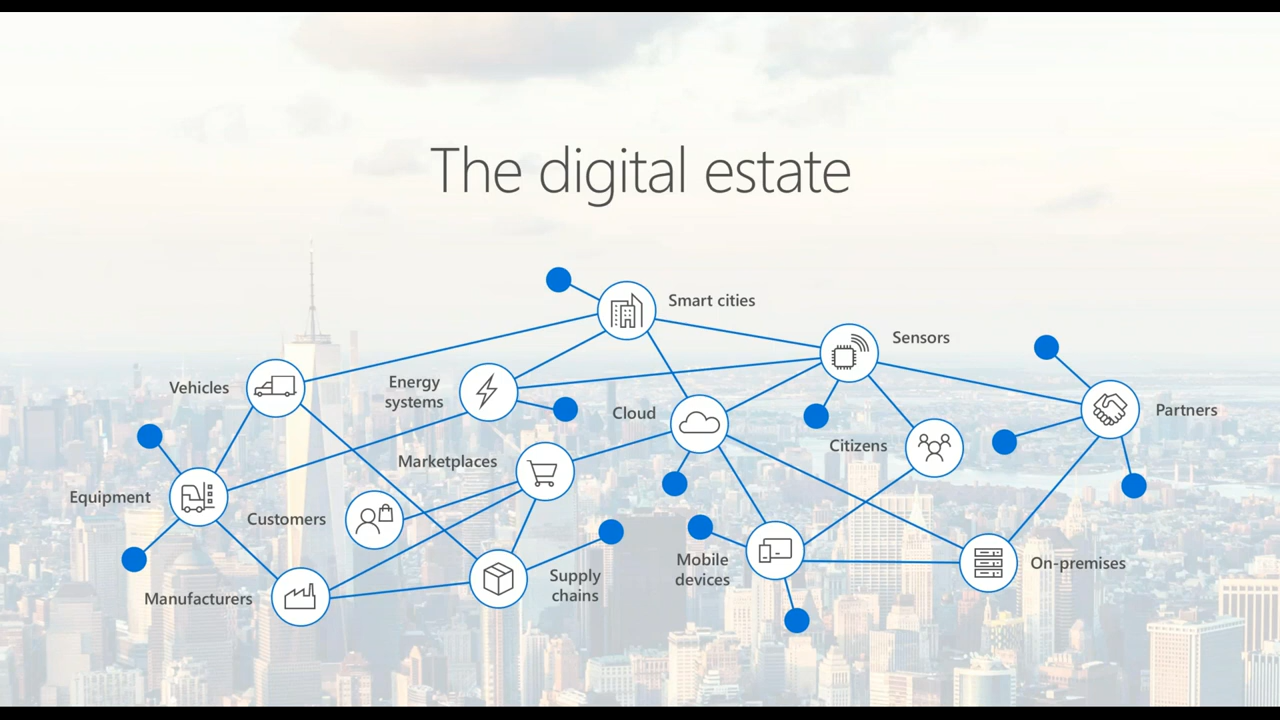 The digital estate
Smart cities
Sensors
Vehicles
Energy
systems
Cloud
Partners
Citizens
Marketplaces
Equipment
Customers
Mobile
devices
On-premises
Supply
chains
Manufacturers